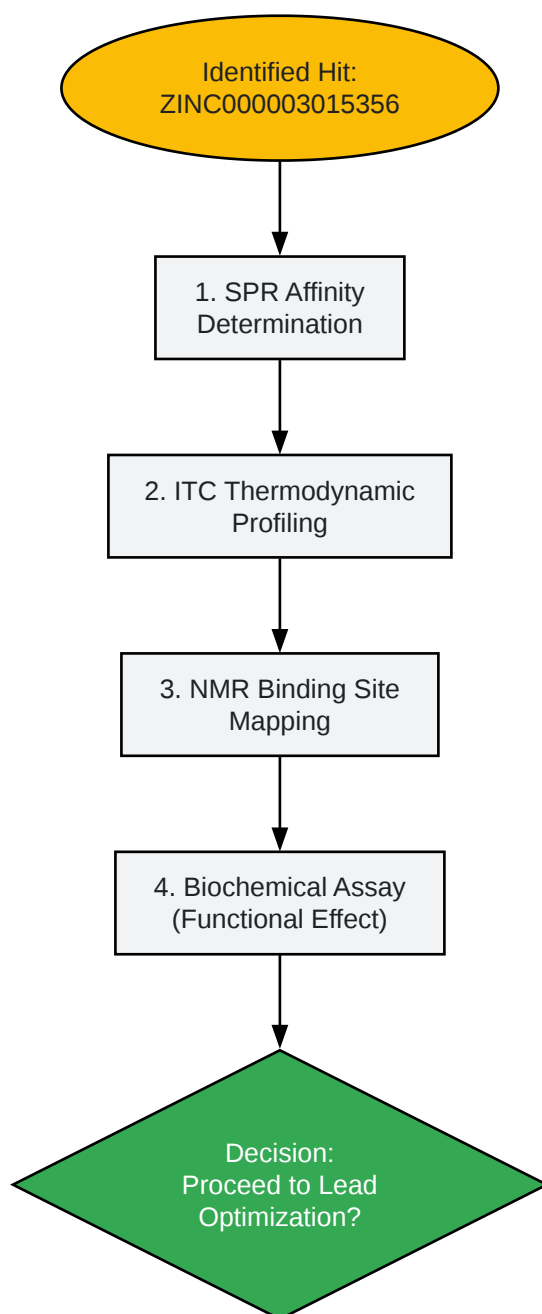 Identified Hit:
ZINC000003015356
1. SPR Affinity
Determination
2. ITC Thermodynamic
Profiling
3. NMR Binding Site
Mapping
4. Biochemical Assay
(Functional Effect)
Decision:
Proceed to Lead
Optimization?